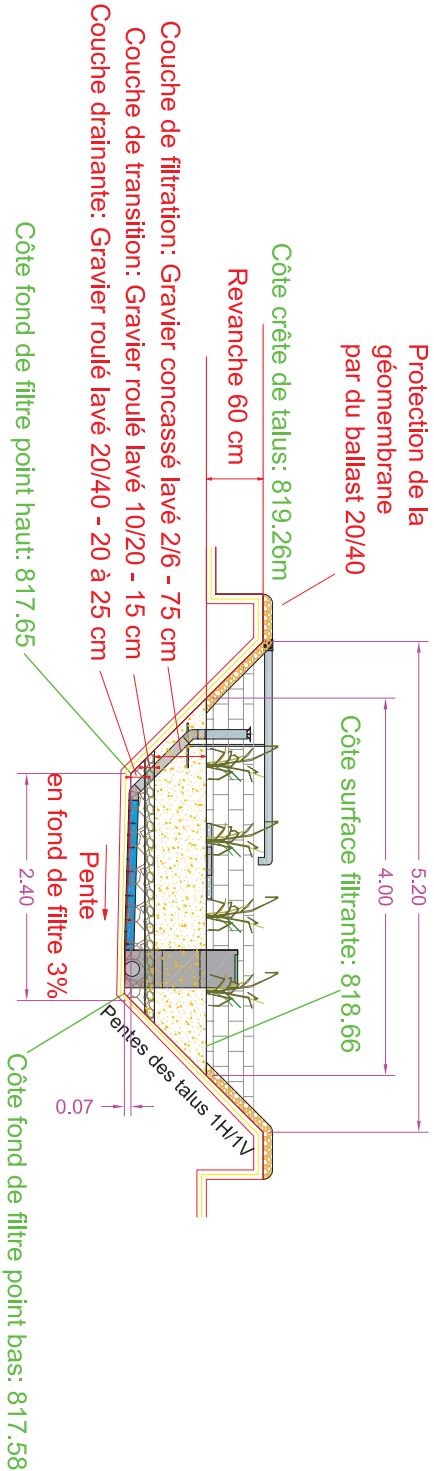 Protection de la
géomembrane
par du ballast 20/40
Côte crête de talus: 819.26m
Revanche 60 cm
Couche de filtration: Gravier concassé lavé 2/6 - 75 cm
Couche de transition: Gravier roulé lavé 10/20 - 15 cm
Couche drainante: Gravier roulé lavé 20/40 - 20 à 25 cm
Côte fond de filtre point haut: 817.65
5.20
4.00
Côte surface filtrante: 818.66
Pente
en fond de filtre 3%
2.40
Pentes des talus 1H/1V
0.07
Côte fond de filtre point bas: 817.58